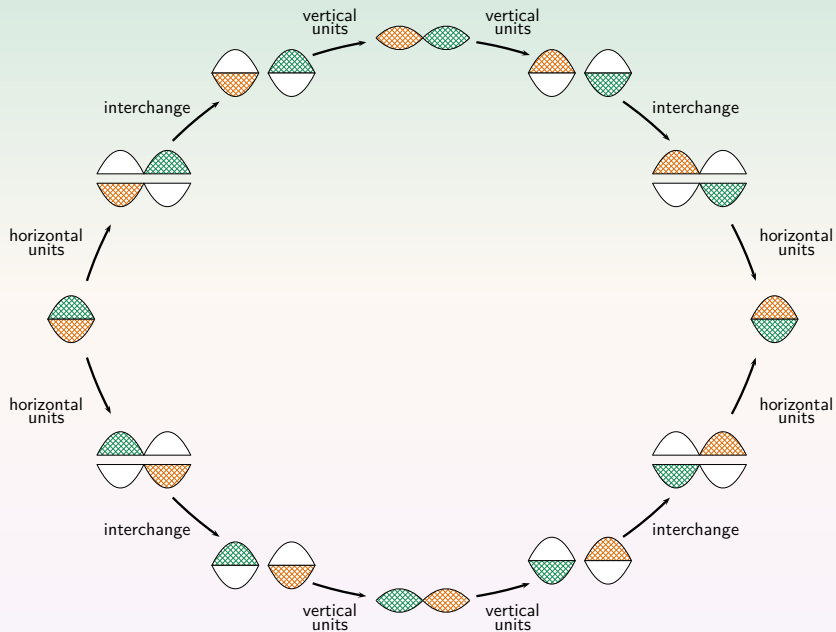 vertical
units
vertical
units
interchange
interchange
horizontal
units
horizontal
units
horizontal
units
horizontal
units
interchange
interchange
vertical
units
vertical
units